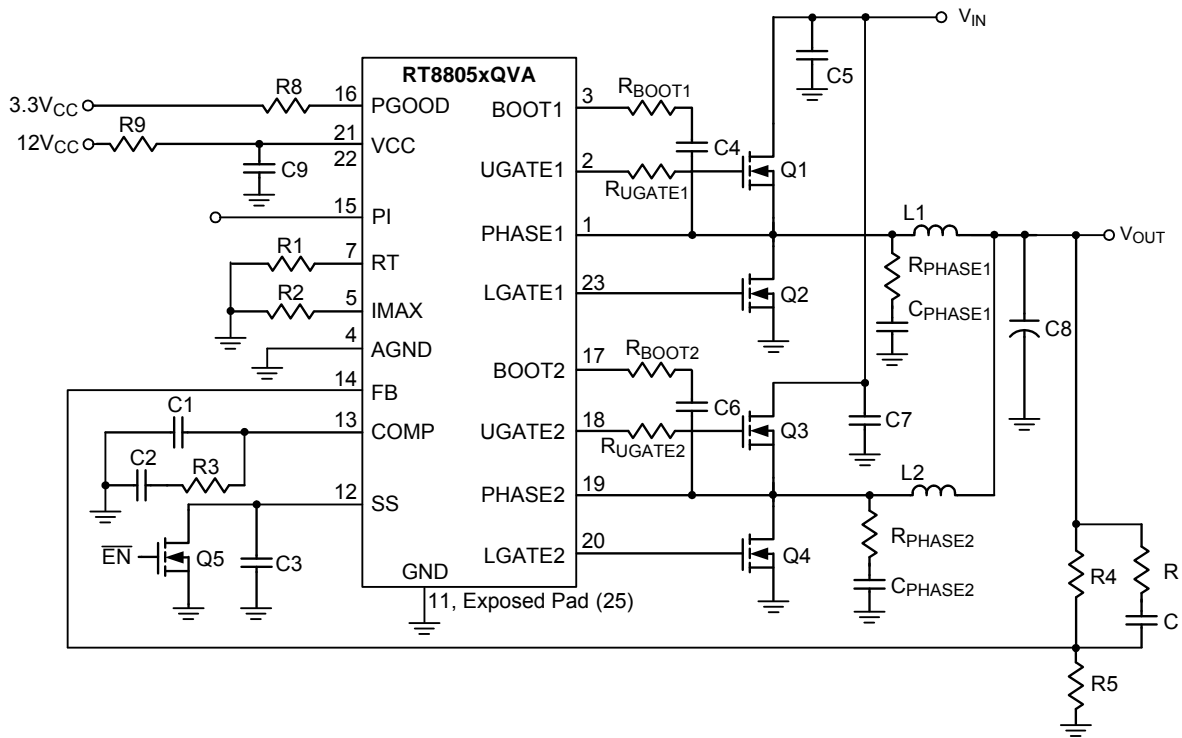 V_IN
RT8805xQVA
C5
R8
3.3V_CC
16
PGOOD
BOOT1
3
R_BOOT1
R9
12V_CC
21
VCC
22
C9
C4
UGATE1
2
R_UGATE1
Q1
15
PI
R1
7
RT
PHASE1
1
L1
V_OUT
R_PHASE1
R2
5
IMAX
LGATE1
23
Q2
C_PHASE1
C8
4
AGND
BOOT2
17
R_BOOT2
14
FB
C1
13
COMP
C6
UGATE2
18
R_UGATE2
Q3
C7
C2
R3
12
SS
PHASE2
19
L2
EN
Q5
C3
LGATE2
20
Q4
R_PHASE2
C_PHASE2
GND
11, Exposed Pad (25)
R4
R
C
R5